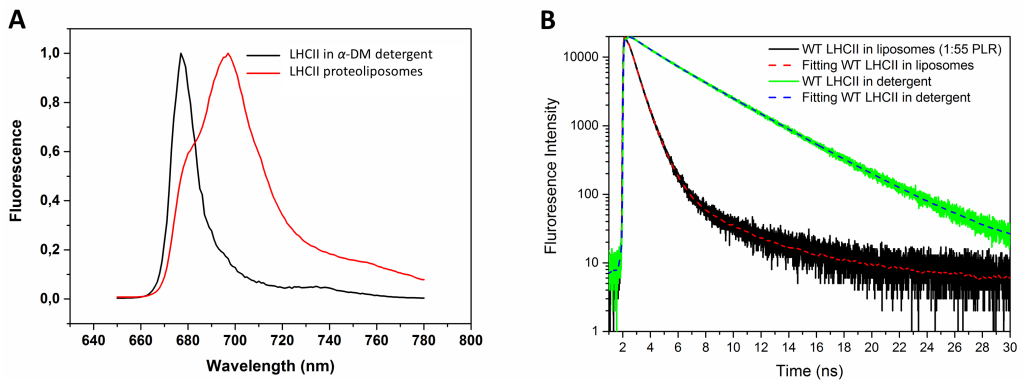 A
LHCII in α-DM detergent
LHCII proteoliposomes
1,0
0,8
0,6
0,4
0,2
0,0
Fluorescence
640 660 680 700 720 740 760 780 800
Wavelength (nm)
B
WT LHCII in liposomes (1:55 PLR)
Fitting WT LHCII in liposomes
WT LHCII in detergent
Fitting WT LHCII in detergent
10000
1000
100
10
1
Fluroresence Intensity
2 4 6 8 10 12 14 16 18 20 22 24 26 28 30
Time (ns)